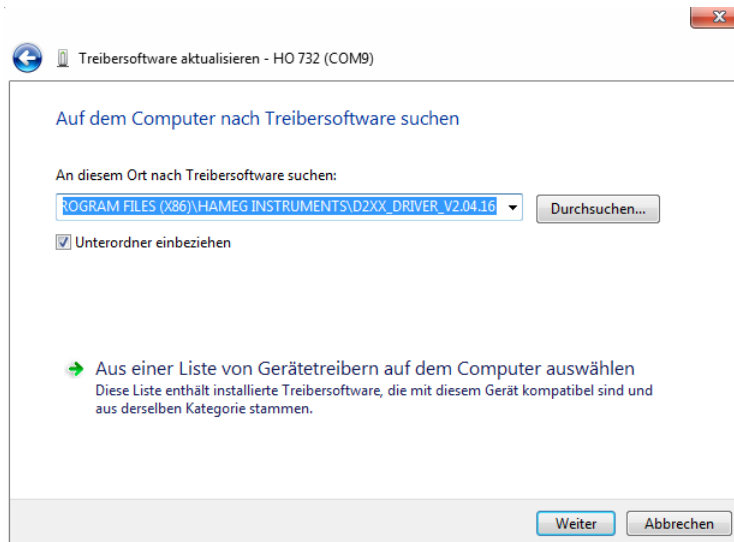 Treibersoftware aktualisieren - HO 732 (COM9)
Auf dem Computer nach Treibersoftware suchen
An diesem Ort nach Treibersoftware suchen:
ROGRAM FILES (X86)\HAMEG INSTRUMENTS\D2XX_DRIVER_V2.04.16
Durchsuchen...
Unterordner einbeziehen
Aus einer Liste von Gerätetreibern auf dem Computer auswählen
Diese Liste enthält installierte Treibersoftware, die mit diesem Gerät kompatibel sind und
aus derselben Kategorie stammen.
Weiter
Abbrechen